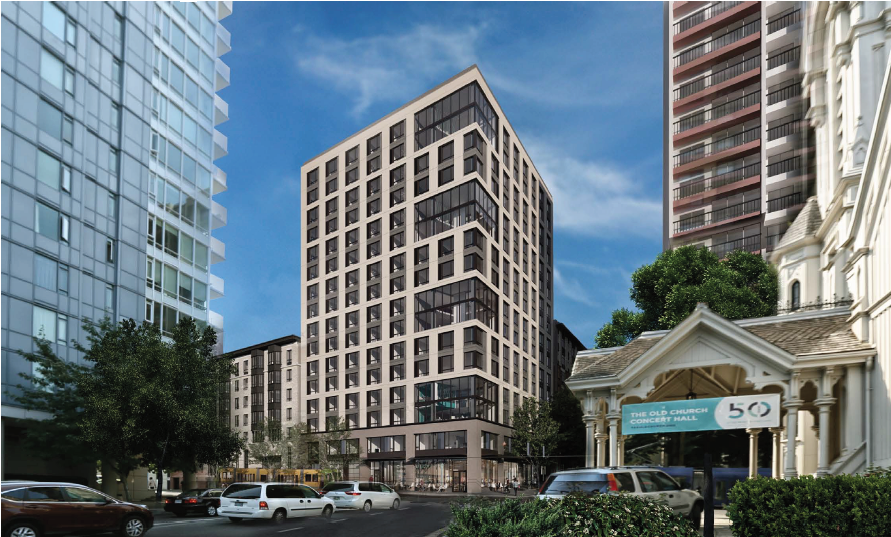 THE OLD CHURCH
CONCERT HALL
50